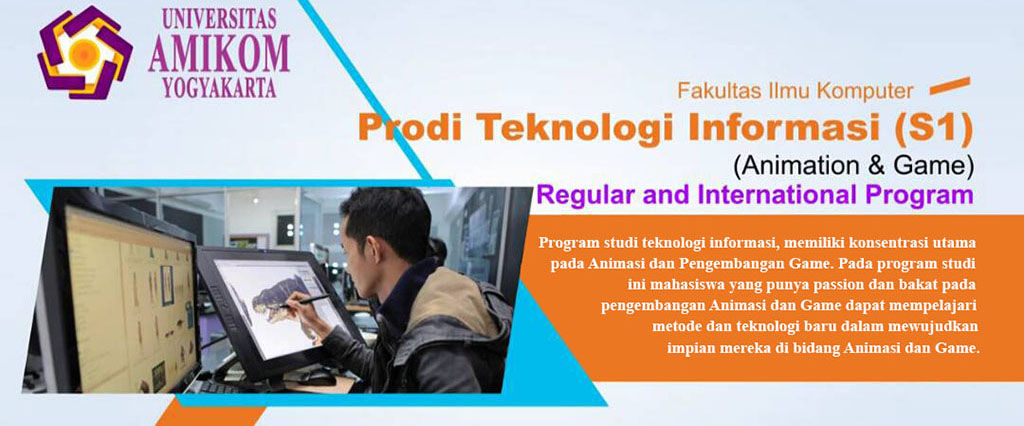 UNIVERSITAS
AMIKOM
YOGYAKARTA
Fakultas Ilmu Komputer
Prodi Teknologi Informasi (S1)
(Animation & Game)
Regular and International Program
Program studi teknologi informasi, memiliki konsentrasi utama
pada Animasi dan Pengembangan Game. Pada program studi
ini mahasiswa yang punya passion dan bakat pada
pengembangan Animasi dan Game dapat mempelajari
metode dan teknologi baru dalam mewujudkan
impian mereka di bidang Animasi dan Game.